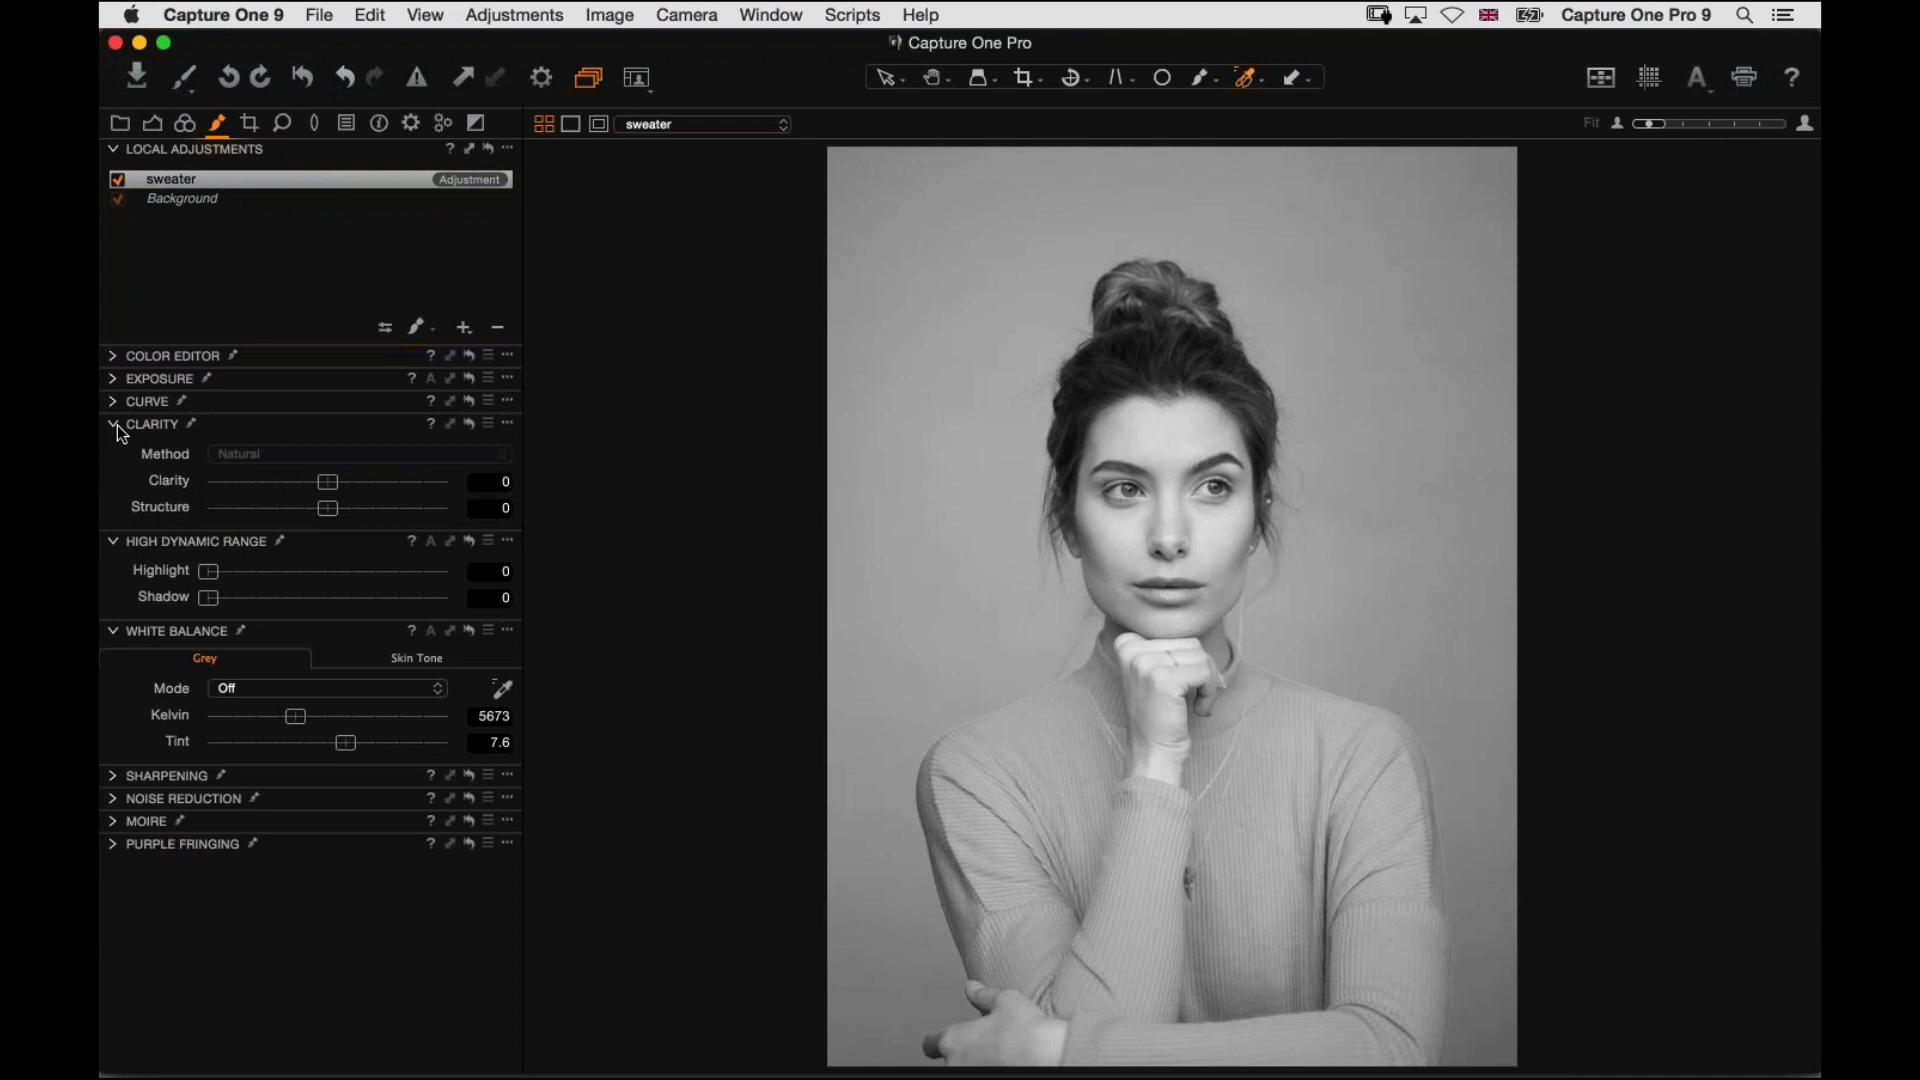 Capture One 9 File Edit View Adjustments Image Camera Window Scripts Help Capture One Pro 9
Capture One Pro
A ?
sweater Fit
LOCAL ADJUSTMENTS ?
sweater Adjustment
Background
COLOR EDITOR ?
EXPOSURE ? A
CURVE ?
CLARITY ?
Method Natural
Clarity 0
Structure 0
HIGH DYNAMIC RANGE ? A
Highlight 0
Shadow 0
WHITE BALANCE ? A
Grey Skin Tone
Mode Off
Kelvin 5673
Tint 7.6
SHARPENING ?
NOISE REDUCTION ?
MOIRE ?
PURPLE FRINGING ?